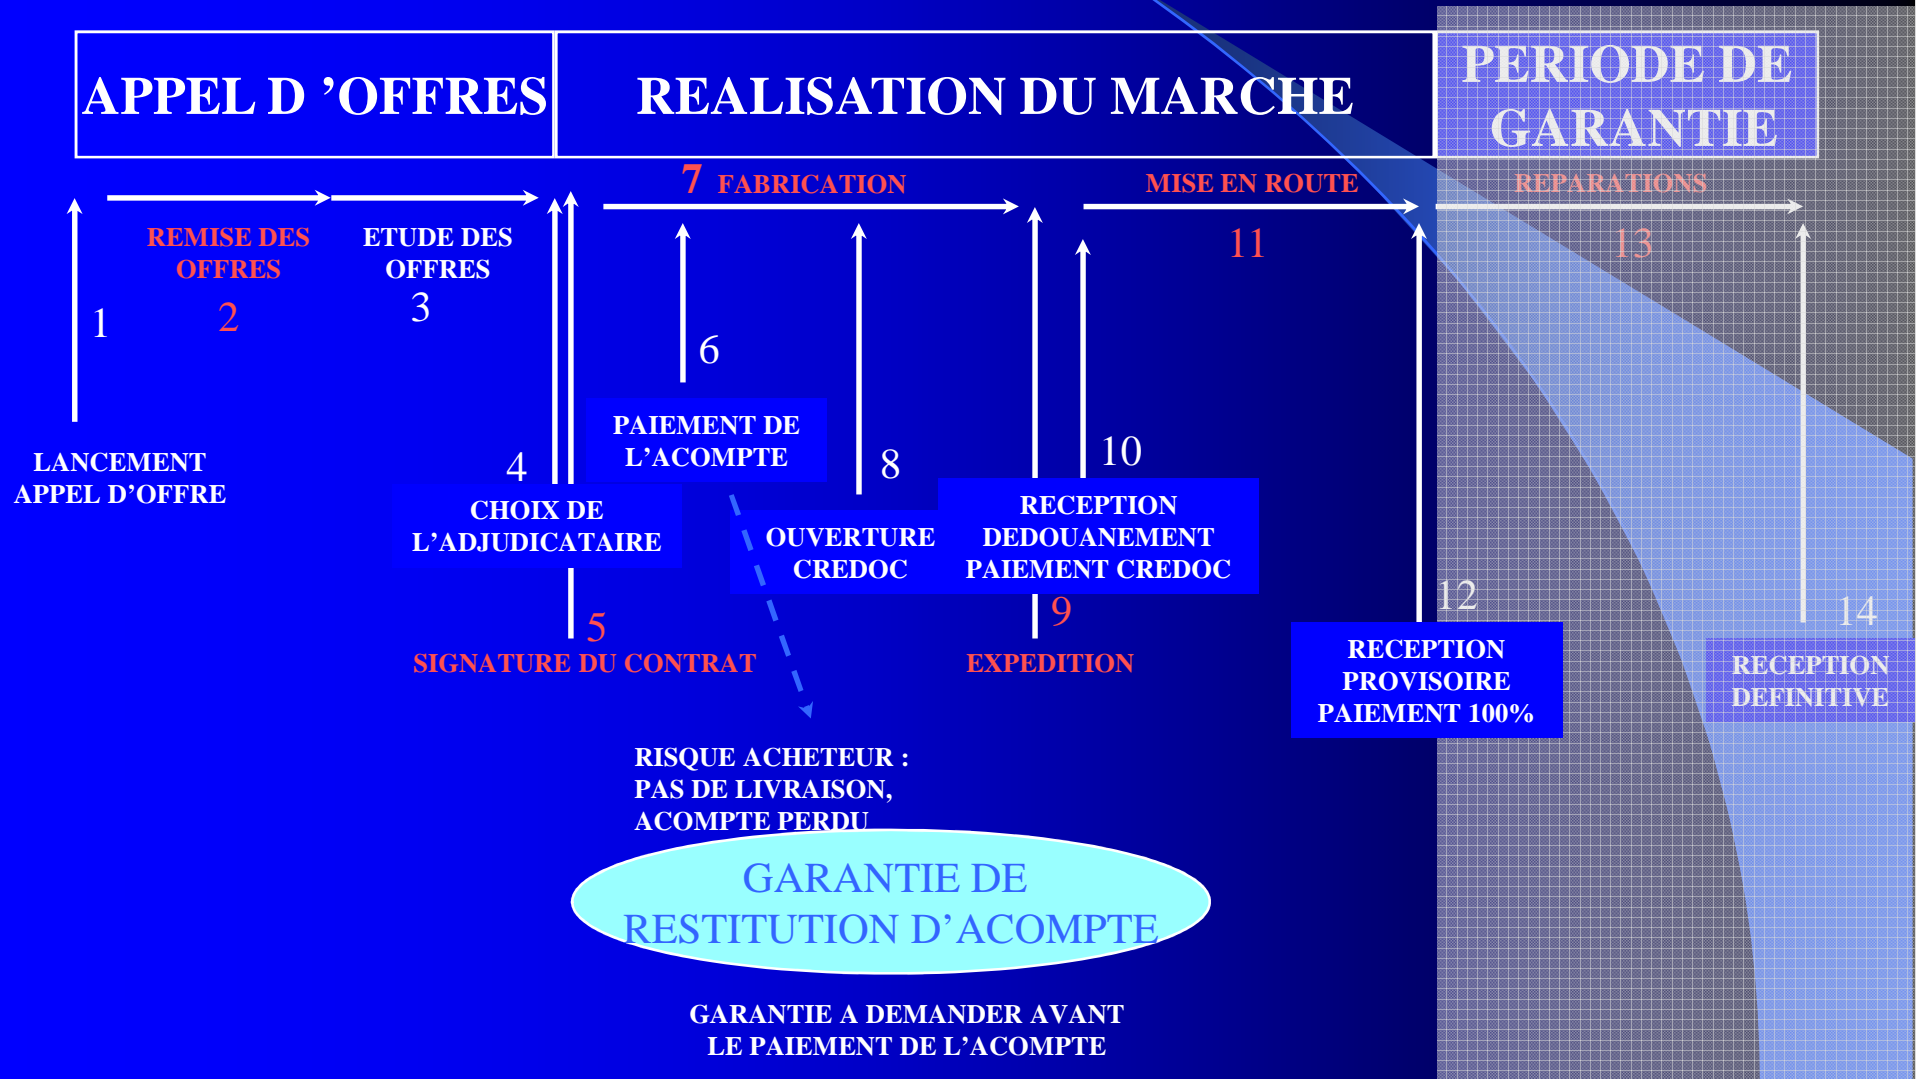 APPEL D ’OFFRES
REALISATION DU MARCHE
PERIODE DE
GARANTIE
7 FABRICATION
MISE EN ROUTE
REPARATIONS
REMISE DES
OFFRES
2
ETUDE DES
OFFRES
3
11
13
1
6
LANCEMENT
APPEL D’OFFRE
PAIEMENT DE
L’ACOMPTE
4
8
10
CHOIX DE
L’ADJUDICATAIRE
OUVERTURE
CREDOC
RECEPTION
DEDOUANEMENT
PAIEMENT CREDOC
5
SIGNATURE DU CONTRAT
9
EXPEDITION
12
RECEPTION
PROVISOIRE
PAIEMENT 100%
14
RECEPTION
DEFINITIVE
RISQUE ACHETEUR :
PAS DE LIVRAISON,
ACOMPTE PERDU
GARANTIE DE
RESTITUTION D’ACOMPTE
GARANTIE A DEMANDER AVANT
LE PAIEMENT DE L’ACOMPTE